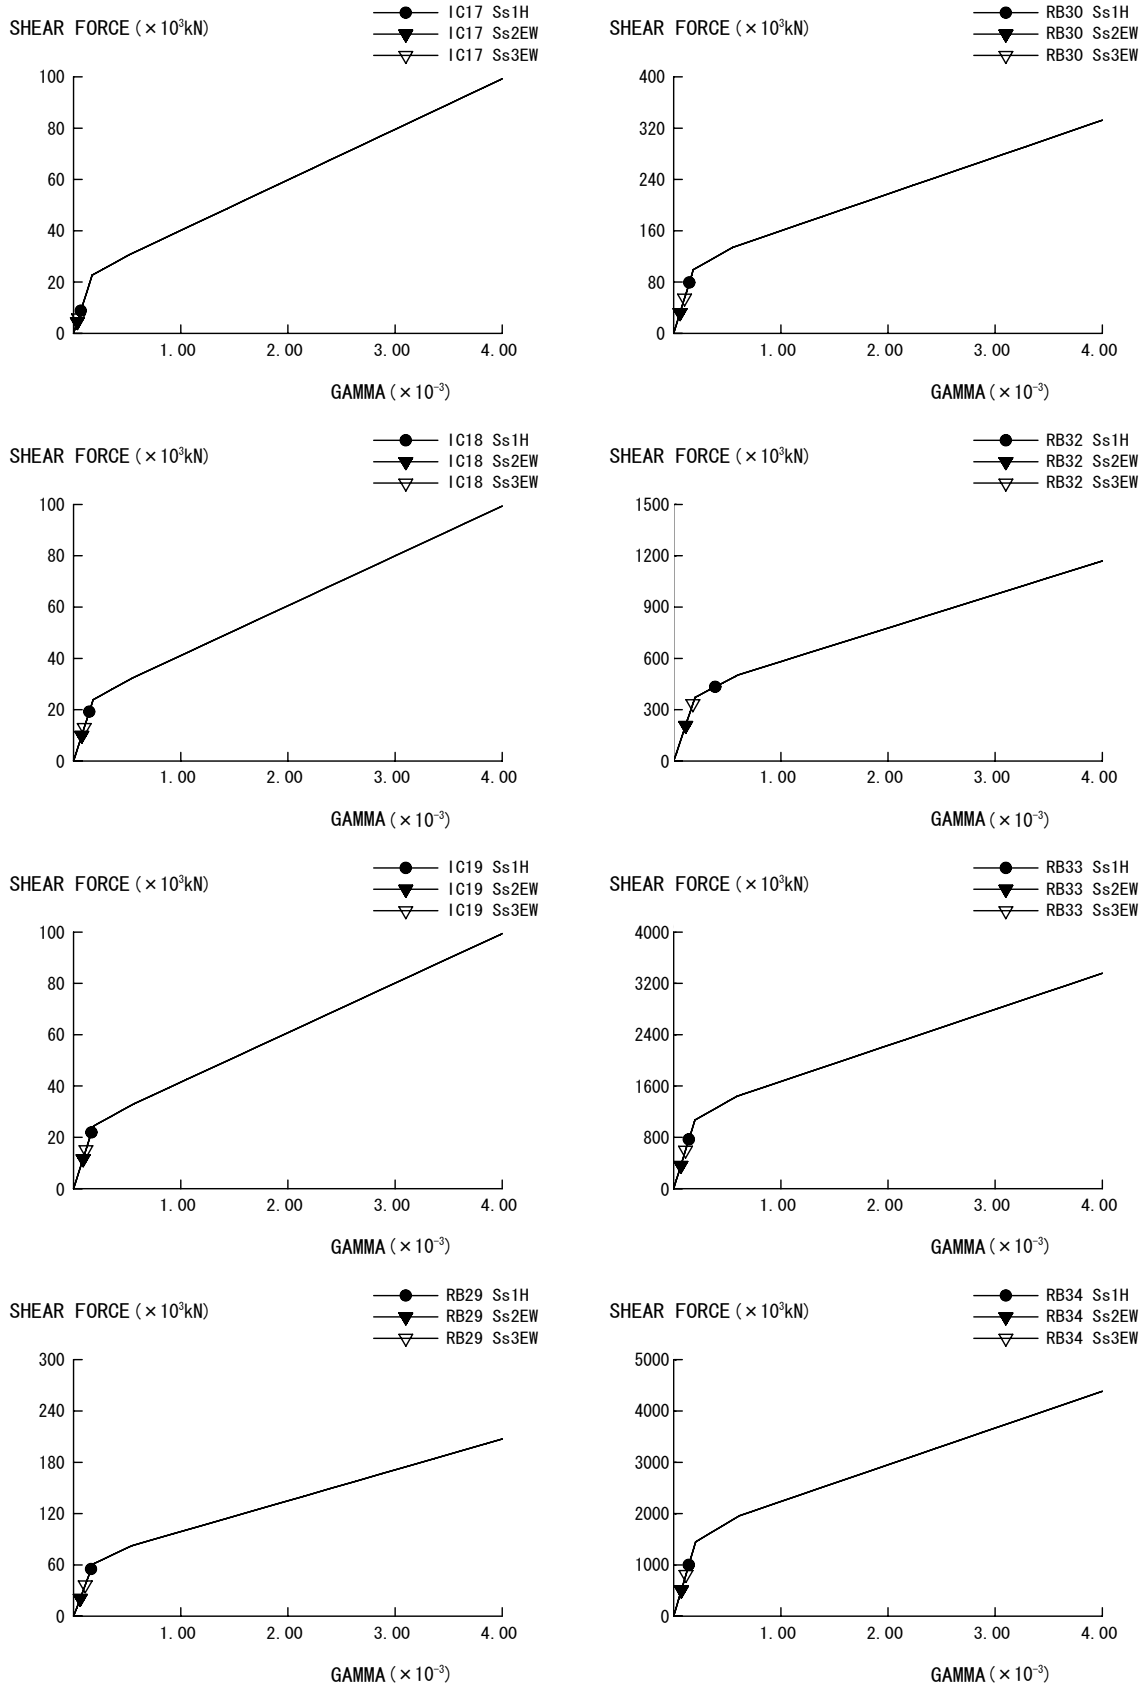 SHEAR FORCE(×10³kN)
IC17 Ss1H
IC17 Ss2EW
IC17 Ss3EW
100
80
60
40
20
0
1.00 2.00 3.00 4.00
GAMMA(×10⁻³)
SHEAR FORCE(×10³kN)
RB30 Ss1H
RB30 Ss2EW
RB30 Ss3EW
400
320
240
160
80
0
1.00 2.00 3.00 4.00
GAMMA(×10⁻³)
SHEAR FORCE(×10³kN)
IC18 Ss1H
IC18 Ss2EW
IC18 Ss3EW
100
80
60
40
20
0
1.00 2.00 3.00 4.00
GAMMA(×10⁻³)
SHEAR FORCE(×10³kN)
RB32 Ss1H
RB32 Ss2EW
RB32 Ss3EW
1500
1200
900
600
300
0
1.00 2.00 3.00 4.00
GAMMA(×10⁻³)
SHEAR FORCE(×10³kN)
IC19 Ss1H
IC19 Ss2EW
IC19 Ss3EW
100
80
60
40
20
0
1.00 2.00 3.00 4.00
GAMMA(×10⁻³)
SHEAR FORCE(×10³kN)
RB33 Ss1H
RB33 Ss2EW
RB33 Ss3EW
4000
3200
2400
1600
800
0
1.00 2.00 3.00 4.00
GAMMA(×10⁻³)
SHEAR FORCE(×10³kN)
RB29 Ss1H
RB29 Ss2EW
RB29 Ss3EW
300
240
180
120
60
0
1.00 2.00 3.00 4.00
GAMMA(×10⁻³)
SHEAR FORCE(×10³kN)
RB34 Ss1H
RB34 Ss2EW
RB34 Ss3EW
5000
4000
3000
2000
1000
0
1.00 2.00 3.00 4.00
GAMMA(×10⁻³)